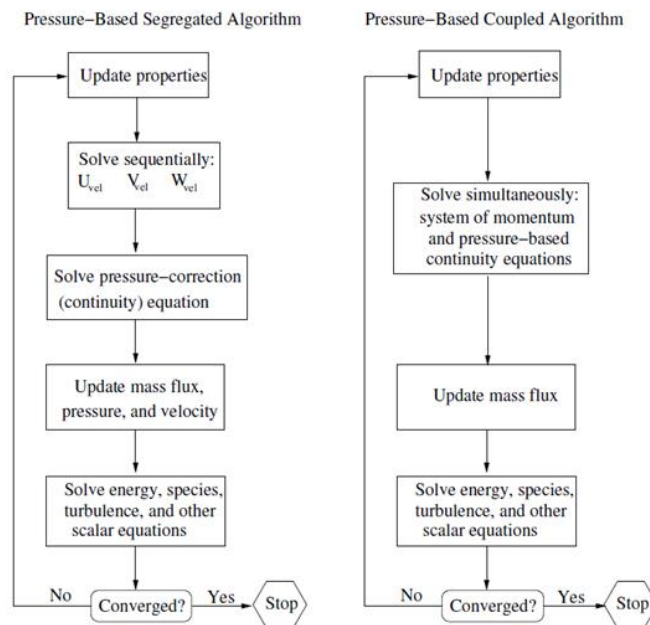 Pressure−Based Segregated Algorithm
Update properties
Solve sequentially:
Uvel Vvel Wvel
Solve pressure−correction
(continuity) equation
Update mass flux,
pressure, and velocity
Solve energy, species,
turbulence, and other
scalar equations
No
Converged?
Yes
Stop
Pressure−Based Coupled Algorithm
Update properties
Solve simultaneously:
system of momentum
and pressure−based
continuity equations
Update mass flux
Solve energy, species,
turbulence, and other
scalar equations
No
Converged?
Yes
Stop